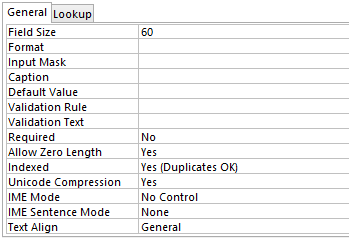 General Lookup
Field Size 60
Format
Input Mask
Caption
Default Value
Validation Rule
Validation Text
Required No
Allow Zero Length Yes
Indexed Yes (Duplicates OK)
Unicode Compression Yes
IME Mode No Control
IME Sentence Mode None
Text Align General